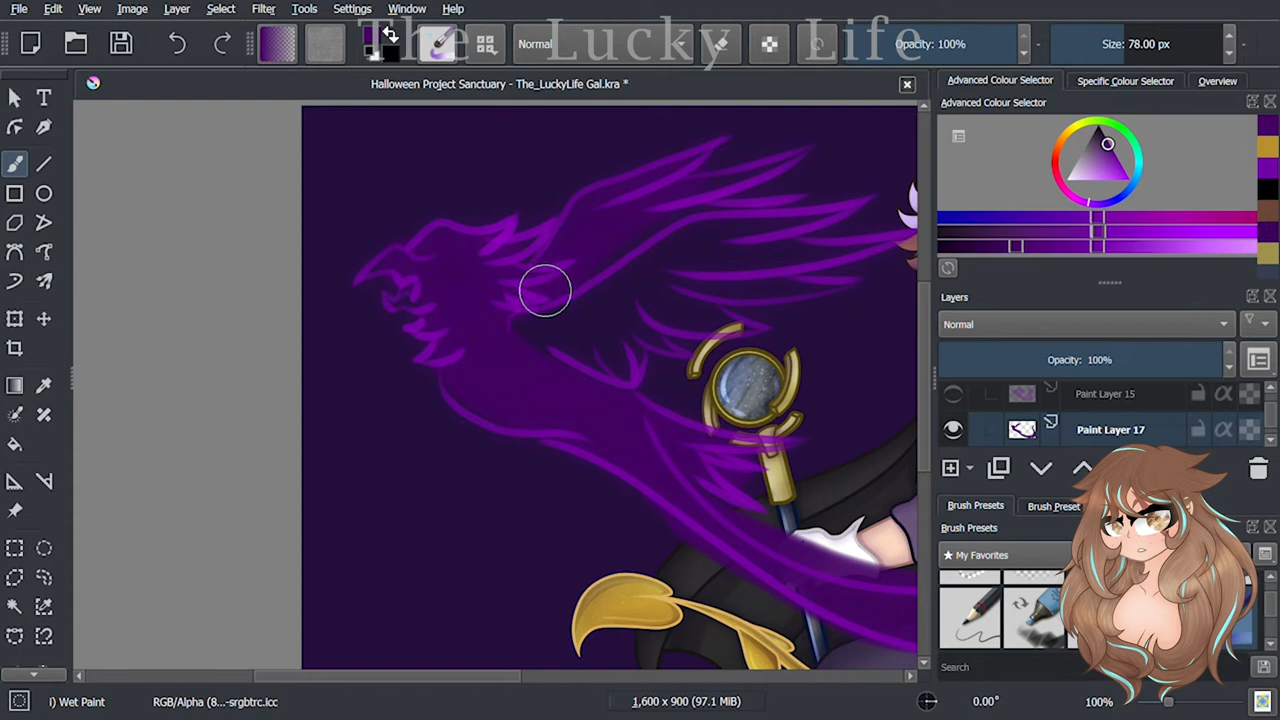 File Edit View Image Layer Select Filter Tools Settings Window Help
The Lucky Life
Normal
Opacity: 100%
Size: 78.00 px
Halloween Project Sanctuary - The_LuckyLife Gal.kra *
Advanced Colour Selector
Specific Colour Selector
Overview
Advanced Colour Selector
Layers
Normal
Opacity: 100%
Paint Layer 15
Paint Layer 17
Brush Presets
Brush Preset
Brush Presets
★ My Favorites
Search
I) Wet Paint
RGB/Alpha (8...-srgbtrc.icc
1,600 x 900 (97.1 MiB)
0.00°
100%